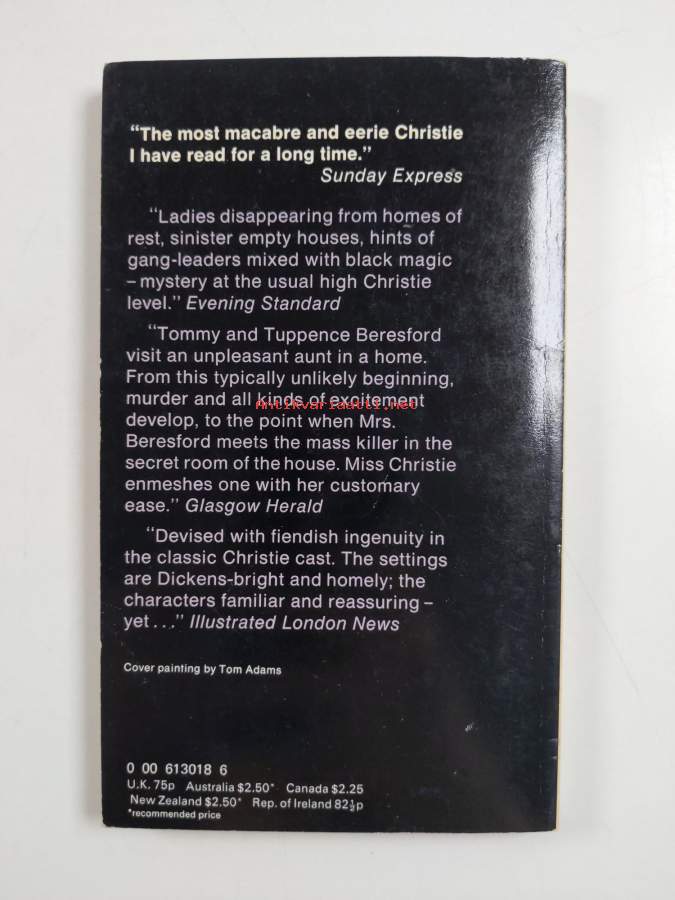 “The most macabre and eerie Christie
I have read for a long time.”
Sunday Express
“Ladies disappearing from homes of
rest, sinister empty houses, hints of
gang-leaders mixed with black magic
– mystery at the usual high Christie
level.” Evening Standard
“Tommy and Tuppence Beresford
visit an unpleasant aunt in a home.
From this typically unlikely beginning,
murder and all kinds of excitement
Antikvariaatti.net
develop, to the point when Mrs.
Beresford meets the mass killer in the
secret room of the house. Miss Christie
enmeshes one with her customary
ease.” Glasgow Herald
“Devised with fiendish ingenuity in
the classic Christie cast. The settings
are Dickens-bright and homely; the
characters familiar and reassuring –
yet . . .” Illustrated London News
Cover painting by Tom Adams
0 00 613018 6
U.K. 75p Australia $2.50* Canada $2.25
New Zealand $2.50* Rep. of Ireland 82½p
*recommended price